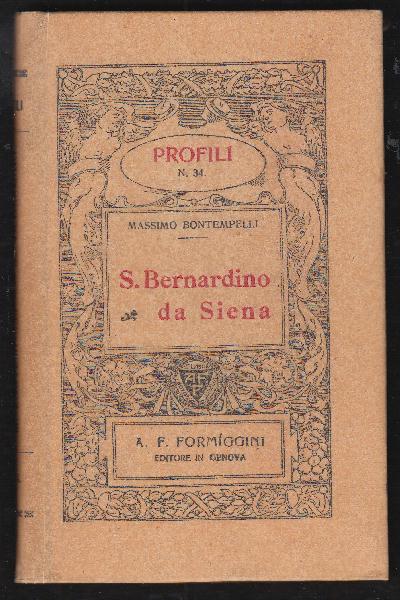 PROFILI
N. 34.
MASSIMO BONTEMPELLI
S. Bernardino
da Siena
A. F. FORMÍGGINI
EDITORE IN GENOVA